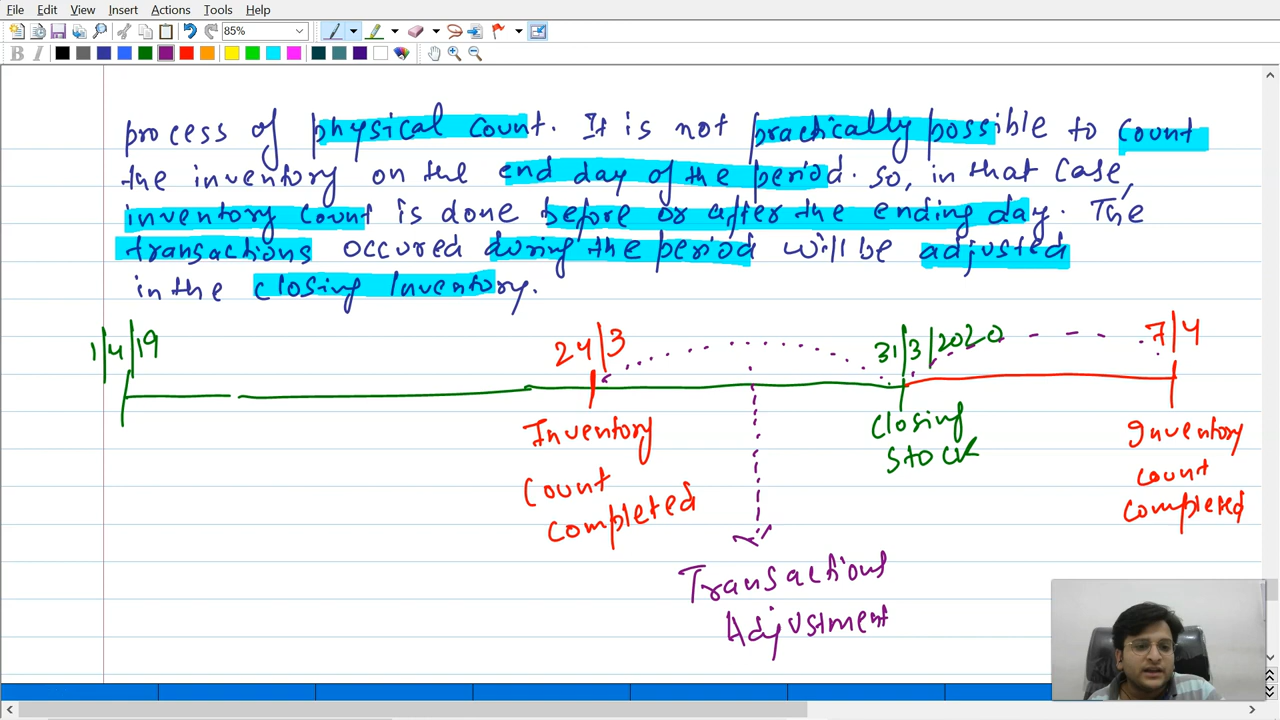 File Edit View Insert Actions Tools Help
85%
B I
process of physical count. It is not practically possible to count
the inventory on the end day of the period. so, in that case,
inventory count is done before or after the ending day. The
transactions occured during the period will be adjusted
in the closing Inventory.
1/4/19 24/3 31/3/2020 7/4
Inventory Count completed
Closing Stock
Inventory count completed
Transactions
Adjustment